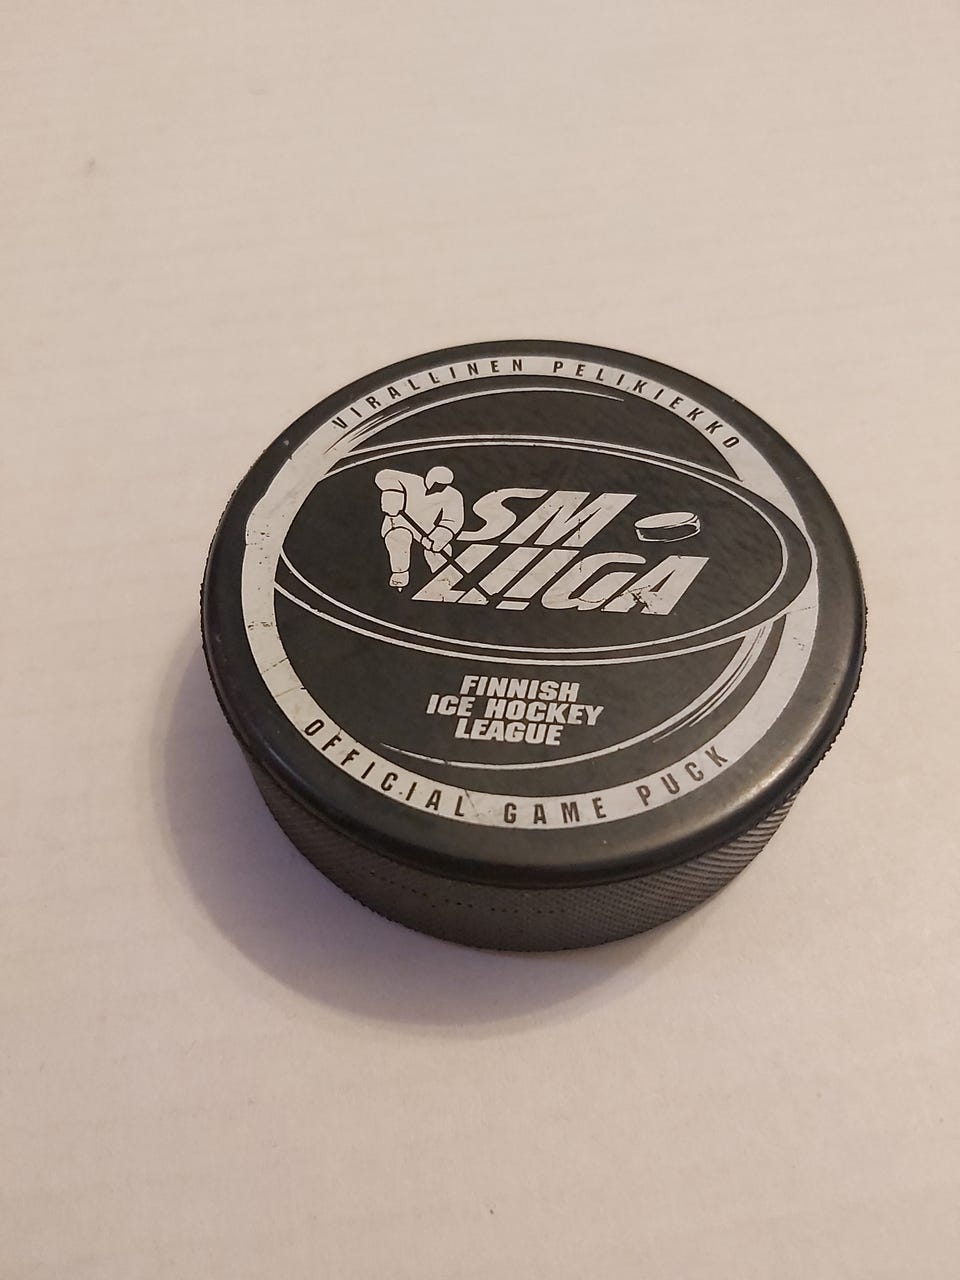 VIRALLINEN PELIKIEKKO
SM
LIIGA
FINNISH
ICE HOCKEY
LEAGUE
OFFICIAL GAME PUCK